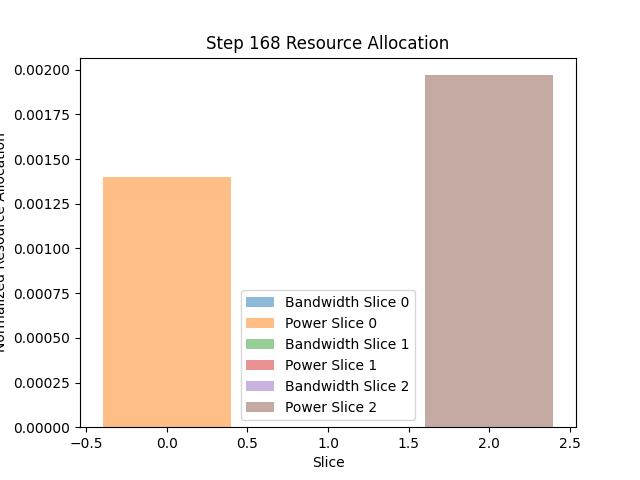 Step 168 Resource Allocation
Normalized Resource Allocation
0.00200
0.00175
0.00150
0.00125
0.00100
0.00075
0.00050
0.00025
0.00000
Bandwidth Slice 0
Power Slice 0
Bandwidth Slice 1
Power Slice 1
Bandwidth Slice 2
Power Slice 2
−0.5 0.0 0.5 1.0 1.5 2.0 2.5
Slice